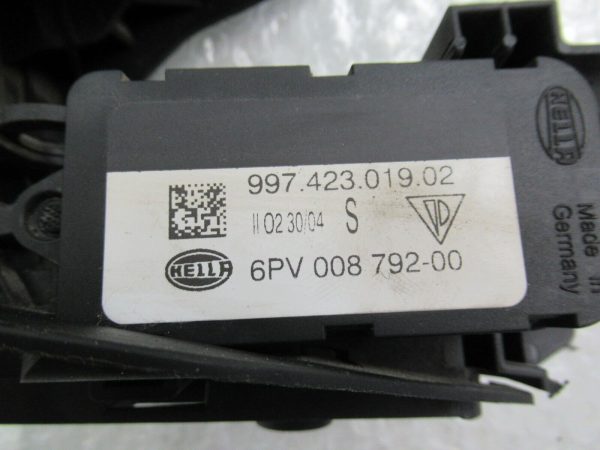 997.423.019.02
II 02 30/04 S
HELLA 6PV 008 792-00
HELLA
Made in
Germany